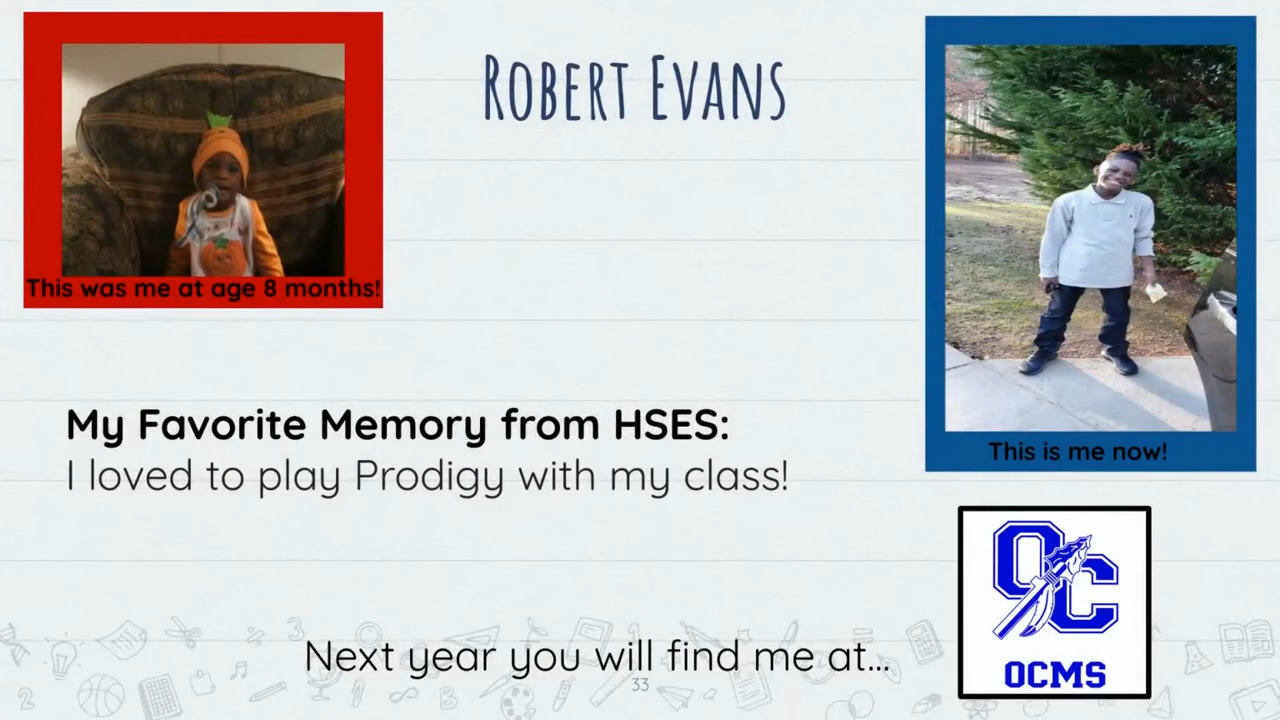 Robert Evans
This was me at age 8 months!
My Favorite Memory from HSES:
I loved to play Prodigy with my class!
This is me now!
OC
OCMS
Next year you will find me at...
33